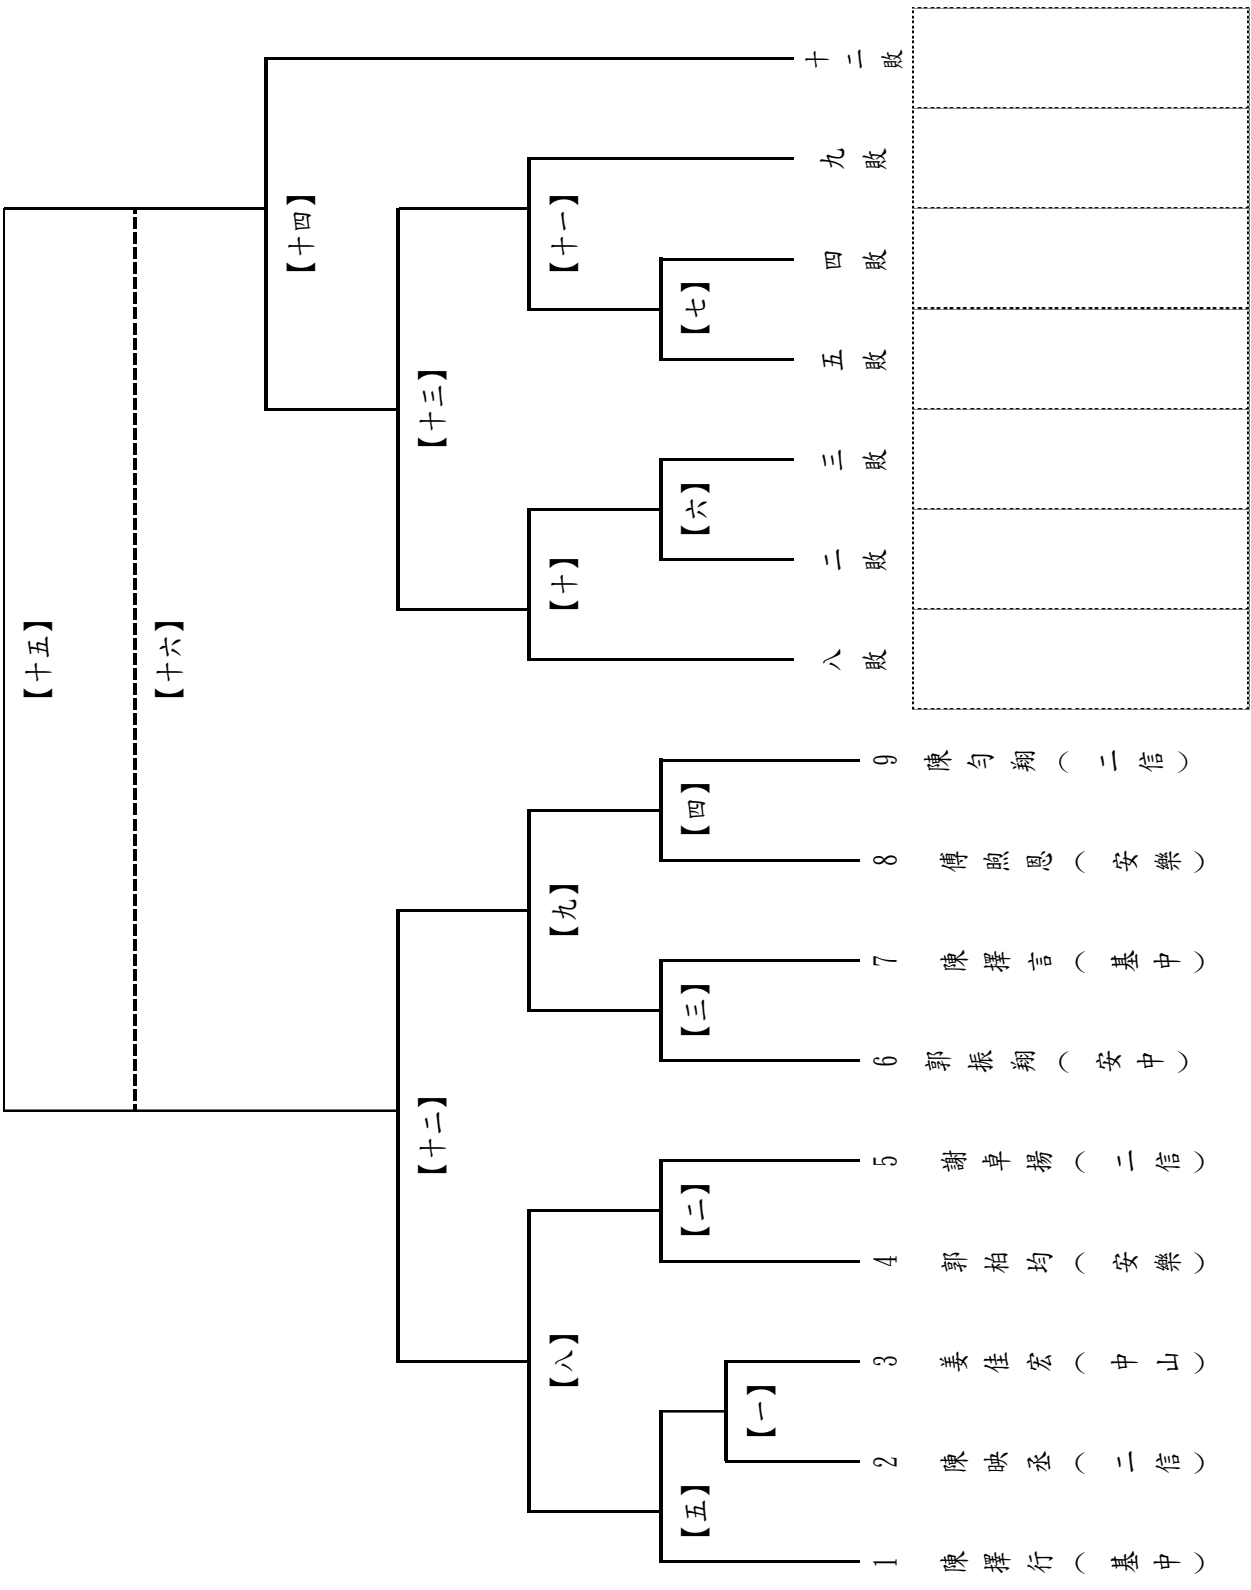 【十五】
【十六】
【十四】
【十二】
【十三】
【八】
【九】
【十】
【十一】
【五】
【二】
【三】
【四】
【六】
【七】
【一】
1 陳擇行(基中)
2 陳映丞(二信)
3 姜佳宏(中山)
4 郭柏均(安樂)
5 謝卓揚(二信)
6 郭振翔(安中)
7 陳擇言(基中)
8 傅煦恩(安樂)
9 陳勻翔(二信)
八敗
二敗
三敗
五敗
四敗
九敗
十二敗